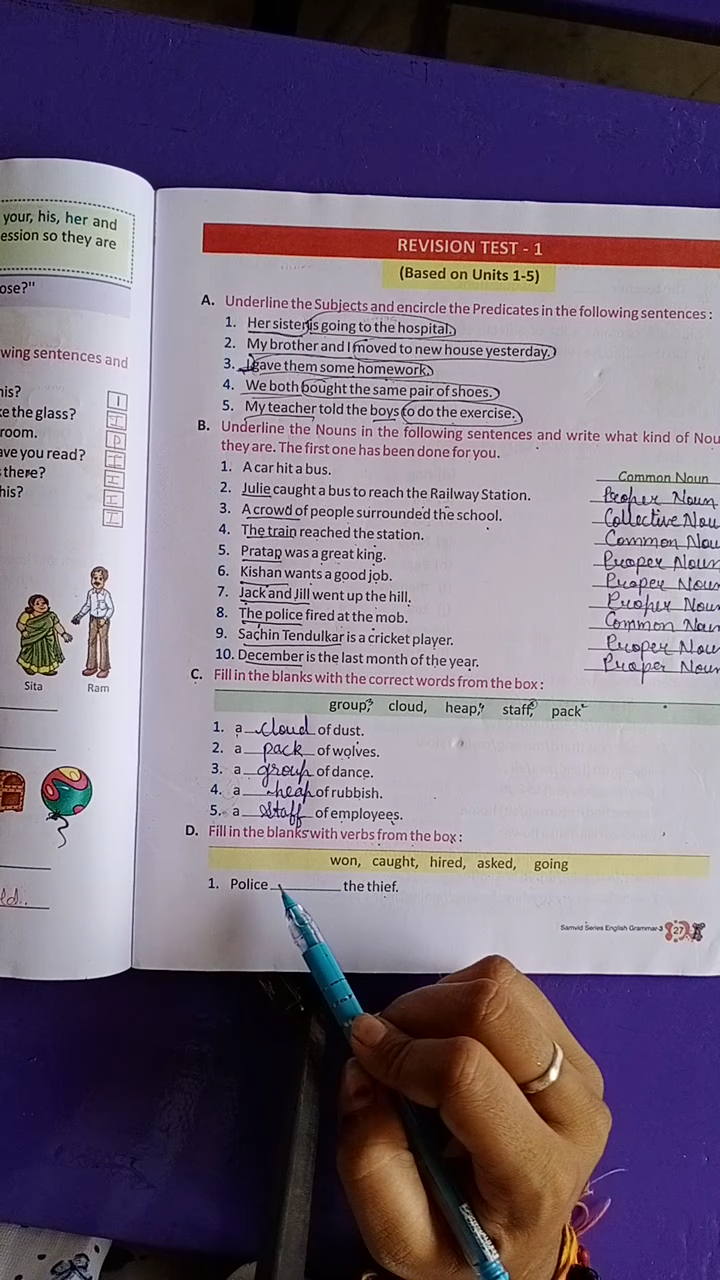 your, his, her and
ession so they are
ose?"
wing sentences and
his?
I
ke the glass?
I
room.
P
ave you read?
I
there?
I
his?
I
I
Sita
Ram
REVISION TEST - 1
(Based on Units 1-5)
A. Underline the Subjects and encircle the Predicates in the following sentences :
1. Her sister is going to the hospital.
2. My brother and I moved to new house yesterday.
3. I gave them some homework.
4. We both bought the same pair of shoes.
5. My teacher told the boys to do the exercise.
B. Underline the Nouns in the following sentences and write what kind of Nou
they are. The first one has been done for you.
1. A car hit a bus. Common Noun
2. Julie caught a bus to reach the Railway Station. Proper Noun
3. A crowd of people surrounded the school. Collective Nou
4. The train reached the station. Common Nou
5. Pratap was a great king. Proper Noun
6. Kishan wants a good job. Proper Noun
7. Jack and Jill went up the hill. Proper Noun
8. The police fired at the mob. Common Noun
9. Sachin Tendulkar is a cricket player. Proper Noun
10. December is the last month of the year. Proper Noun
C. Fill in the blanks with the correct words from the box :
group, 3 cloud, heap, 4 staff, 5 pack 2
1. a cloud of dust.
2. a pack of wolves.
3. a group of dance.
4. a heap of rubbish.
5. a staff of employees.
D. Fill in the blanks with verbs from the box :
won, caught, hired, asked, going
1. Police ________ the thief.
Samvid Series English Grammar-3 27